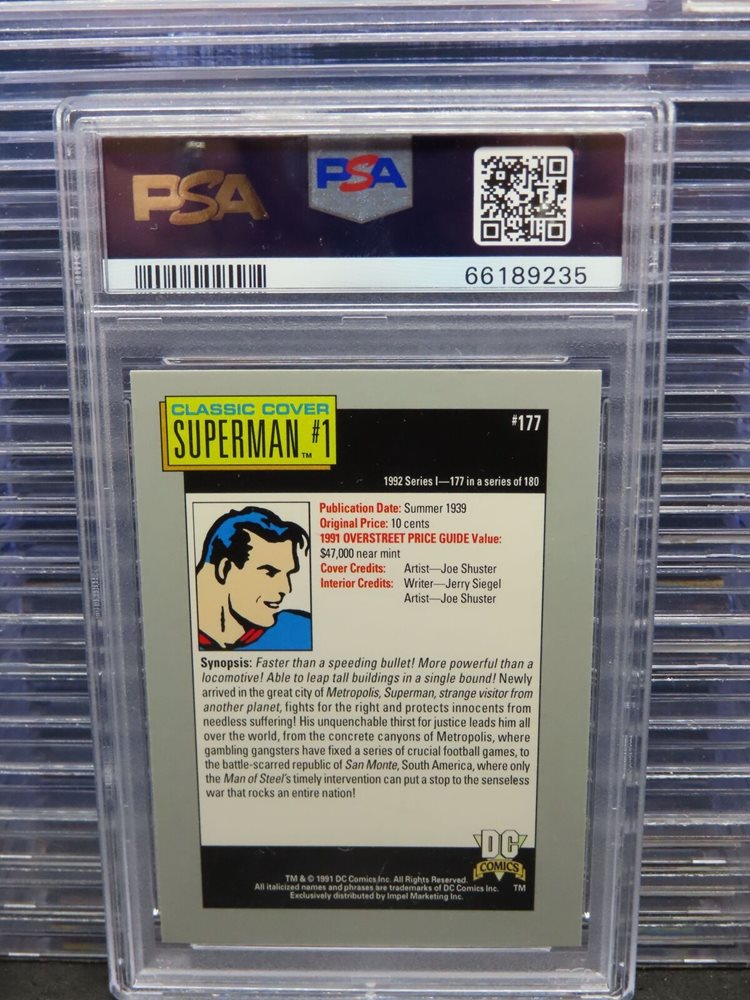 PSA
PSA
66189235
CLASSIC COVER
SUPERMAN™ #1
#177
1992 Series I—177 in a series of 180
Publication Date: Summer 1939
Original Price: 10 cents
1991 OVERSTREET PRICE GUIDE Value:
$47,000 near mint
Cover Credits: Artist—Joe Shuster
Interior Credits: Writer—Jerry Siegel
Artist—Joe Shuster
Synopsis: Faster than a speeding bullet! More powerful than a
locomotive! Able to leap tall buildings in a single bound! Newly
arrived in the great city of Metropolis, Superman, strange visitor from
another planet, fights for the right and protects innocents from
needless suffering! His unquenchable thirst for justice leads him all
over the world, from the concrete canyons of Metropolis, where
gambling gangsters have fixed a series of crucial football games, to
the battle-scarred republic of San Monte, South America, where only
the Man of Steel's timely intervention can put a stop to the senseless
war that rocks an entire nation!
DC
COMICS
TM
TM & © 1991 DC Comics Inc. All Rights Reserved.
All italicized names and phrases are trademarks of DC Comics Inc.
Exclusively distributed by Impel Marketing Inc.